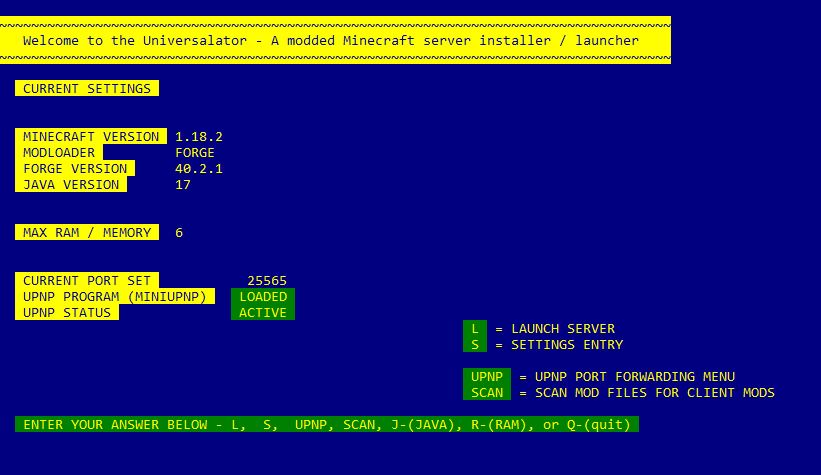 ~~~~~~~~~~~~~~~~~~~~~~~~~~~~~~~~~~~~~~~~~~~~~~~~~~~~~~~~~~~~~~~~~~~~~~~~~~~~~~~~~~~~
Welcome to the Universalator - A modded Minecraft server installer / launcher
~~~~~~~~~~~~~~~~~~~~~~~~~~~~~~~~~~~~~~~~~~~~~~~~~~~~~~~~~~~~~~~~~~~~~~~~~~~~~~~~~~~~
CURRENT SETTINGS
MINECRAFT VERSION 1.18.2
MODLOADER FORGE
FORGE VERSION 40.2.1
JAVA VERSION 17
MAX RAM / MEMORY 6
CURRENT PORT SET 25565
UPNP PROGRAM (MINIUPNP) LOADED
UPNP STATUS ACTIVE
L = LAUNCH SERVER
S = SETTINGS ENTRY
UPNP = UPNP PORT FORWARDING MENU
SCAN = SCAN MOD FILES FOR CLIENT MODS
ENTER YOUR ANSWER BELOW - L, S, UPNP, SCAN, J-(JAVA), R-(RAM), or Q-(quit)